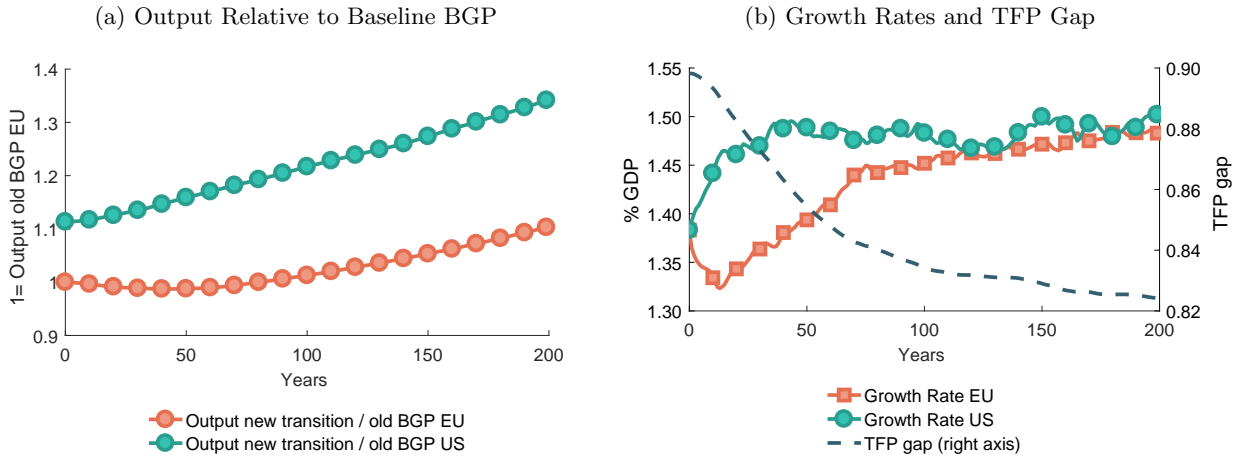 (a) Output Relative to Baseline BGP
1= Output old BGP EU
1.4
1.3
1.2
1.1
1
0.9
0
50
100
150
200
Years
Output new transition / old BGP EU
Output new transition / old BGP US
(b) Growth Rates and TFP Gap
% GDP
1.55
1.50
1.45
1.40
1.35
1.30
0.90
0.88
0.86
0.84
0.82
TFP gap
0
50
100
150
200
Years
Growth Rate EU
Growth Rate US
TFP gap (right axis)